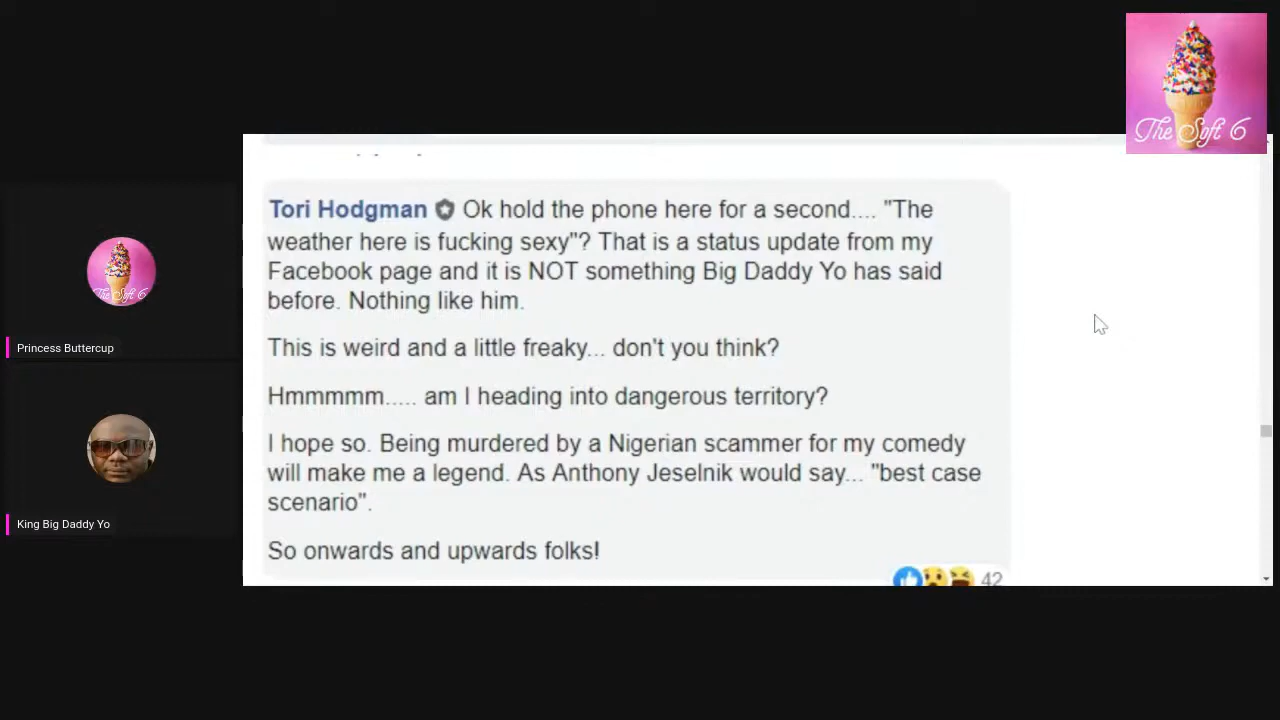 The Soft 6
Tori Hodgman Ok hold the phone here for a second.... "The
weather here is fucking sexy"? That is a status update from my
Facebook page and it is NOT something Big Daddy Yo has said
before. Nothing like him.
This is weird and a little freaky... don't you think?
Hmmmmm..... am I heading into dangerous territory?
I hope so. Being murdered by a Nigerian scammer for my comedy
will make me a legend. As Anthony Jeselnik would say... "best case
scenario".
So onwards and upwards folks!
42
The Soft 6
Princess Buttercup
King Big Daddy Yo